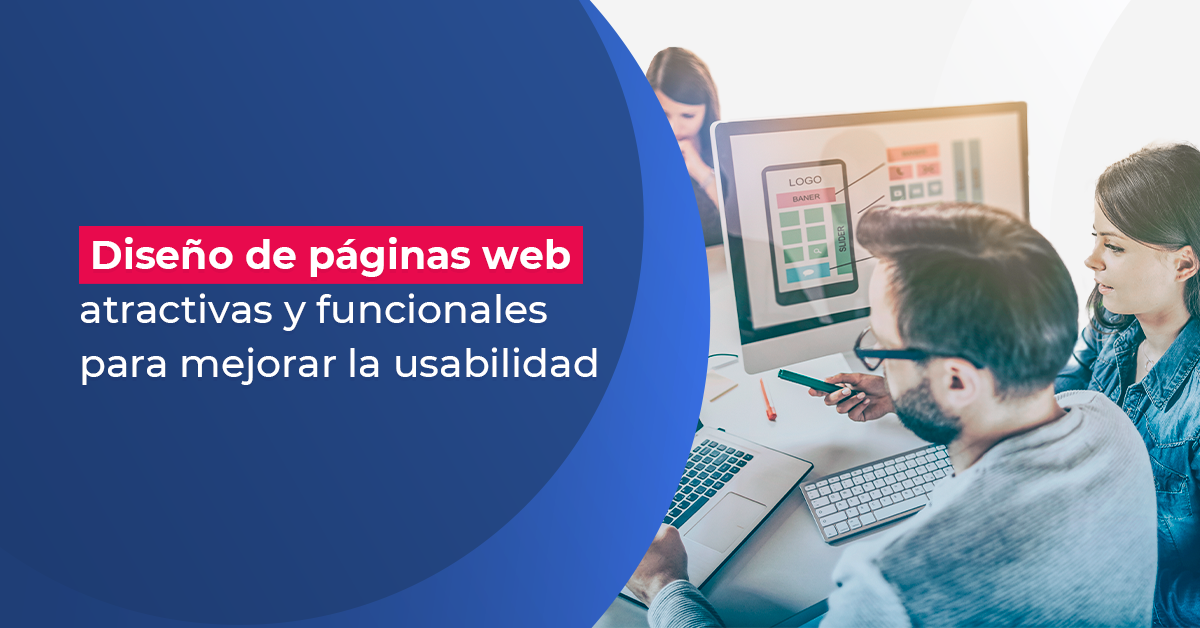 Diseño de páginas web
atractivas y funcionales
para mejorar la usabilidad
LOGO
BANER
SLIDER